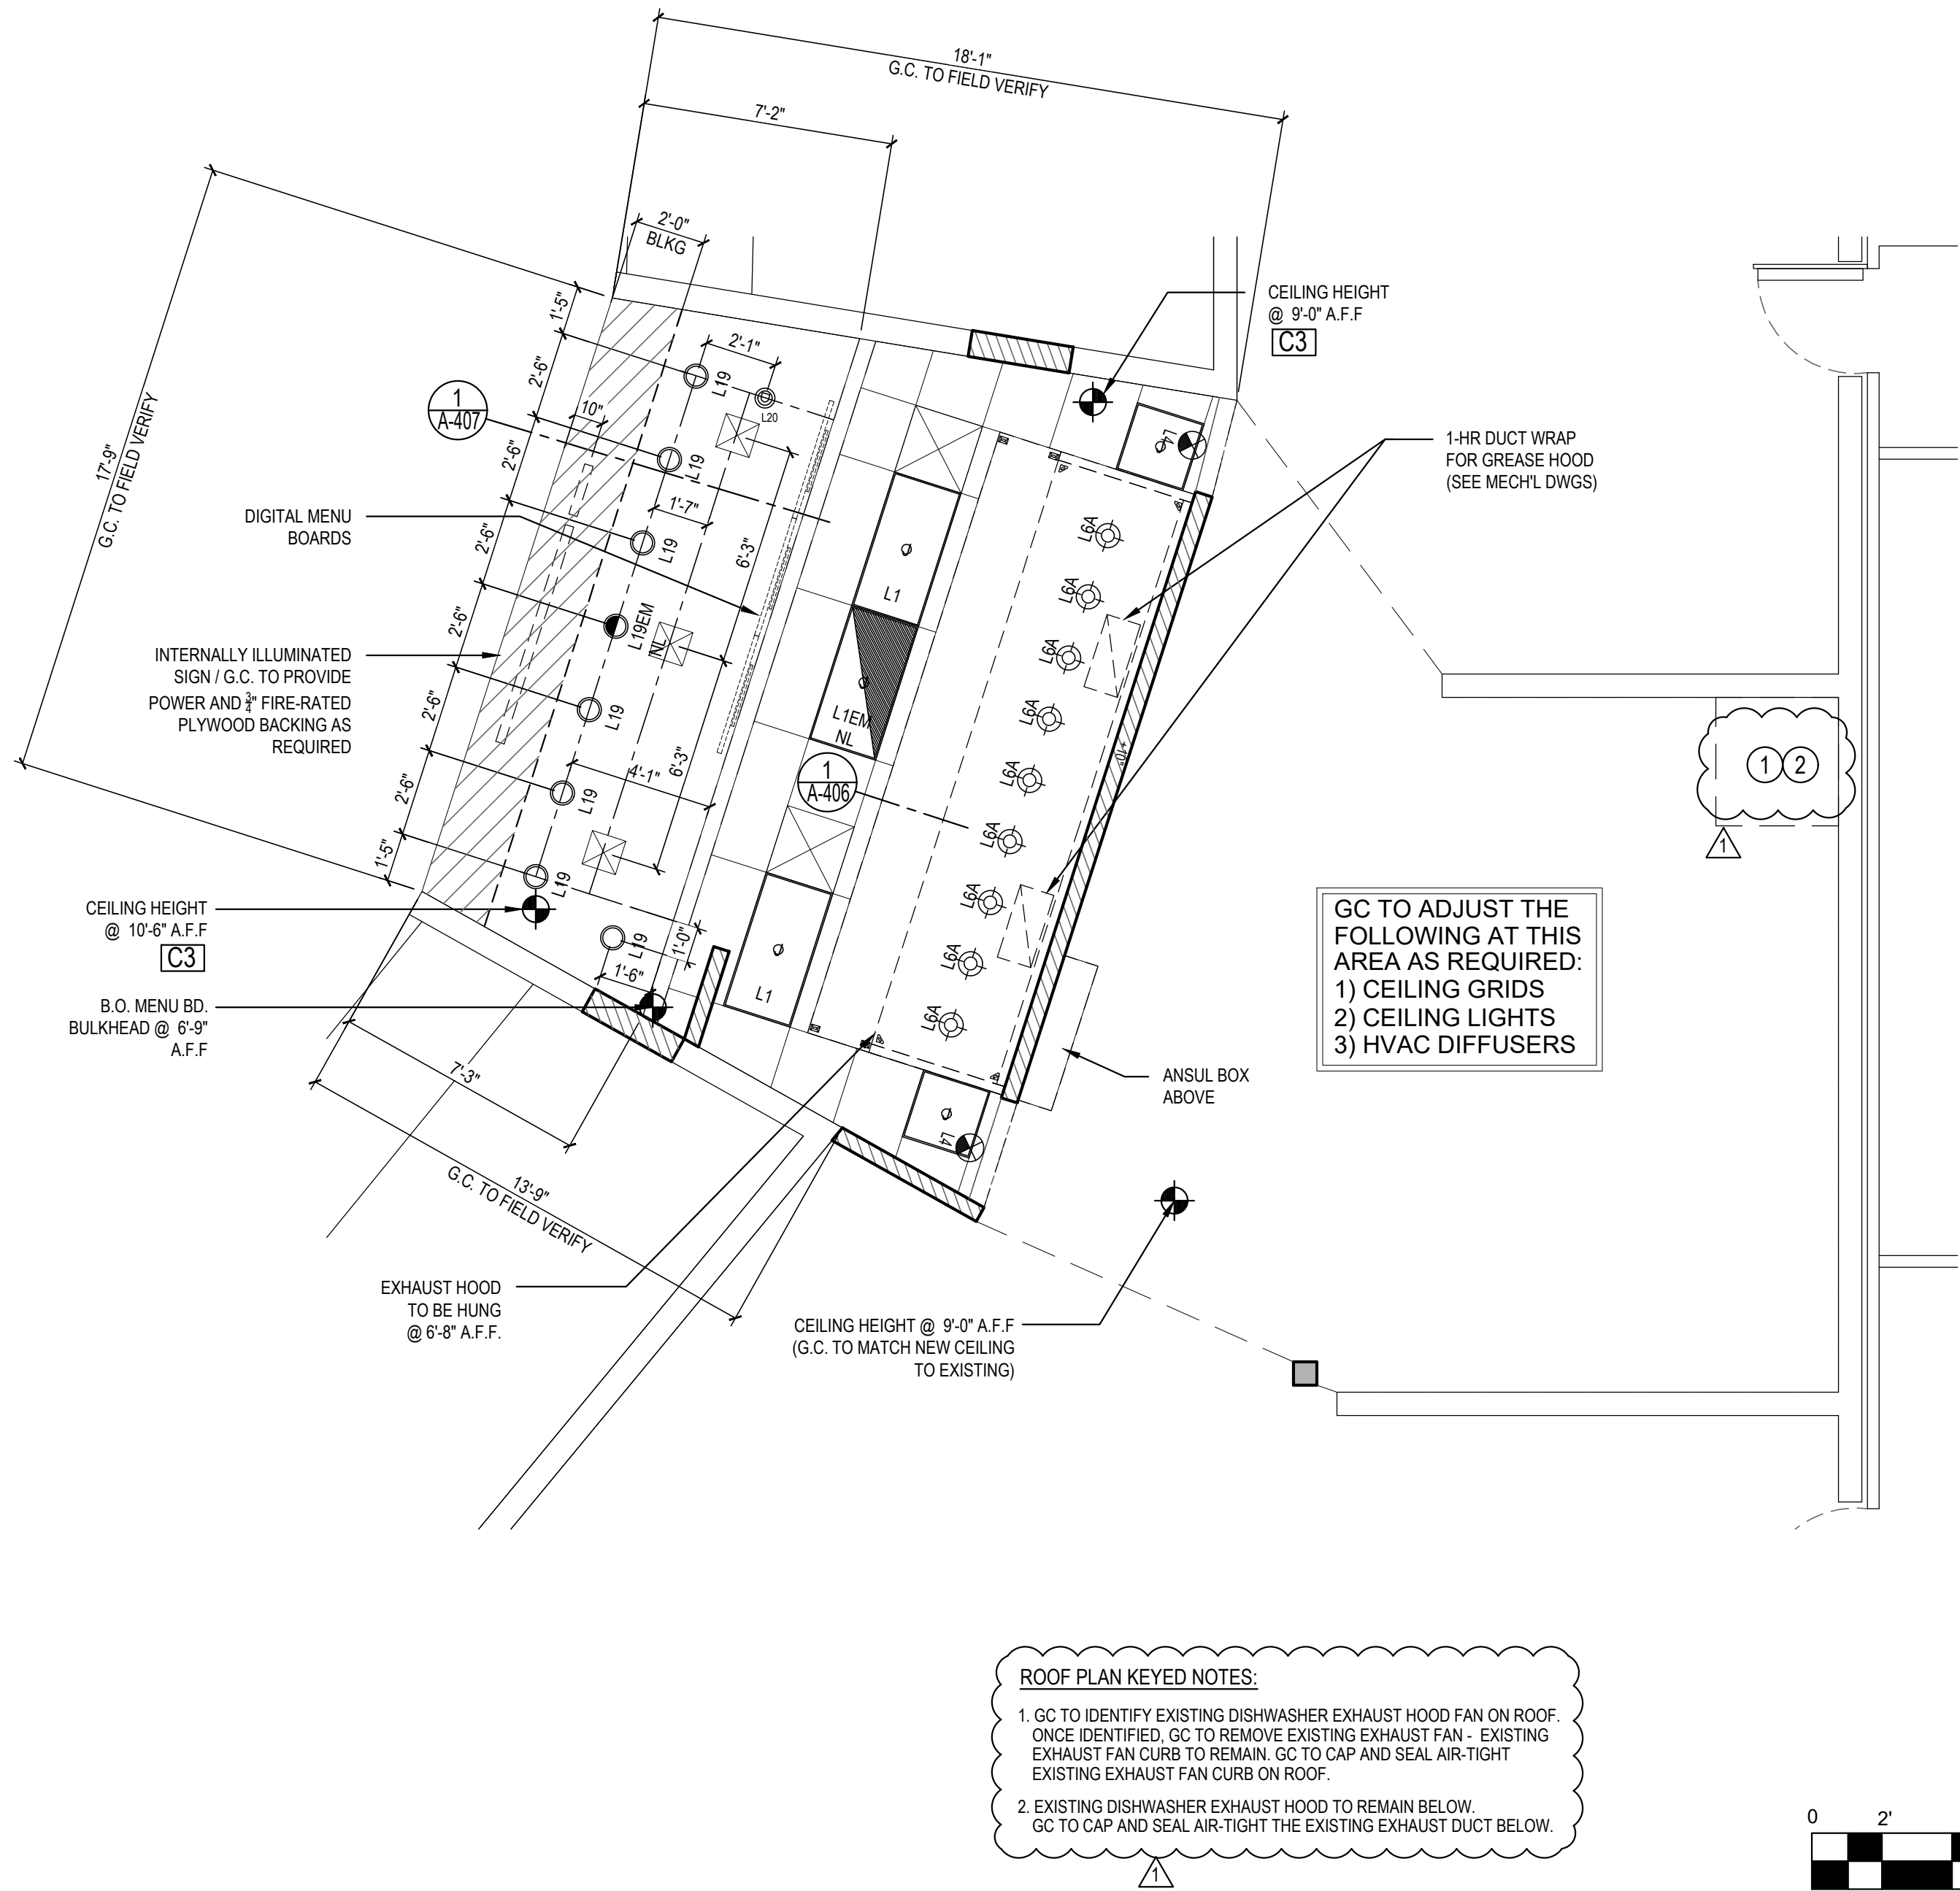 18'-1"
G.C. TO FIELD VERIFY
7'-2"
2'-0"
BLKG
1'-5"
2'-6"
2'-6"
2'-6"
2'-6"
2'-6"
2'-6"
1'-5"
17'-9"
G.C. TO FIELD VERIFY
10"
2'-1"
1'-7"
6'-3"
6'-3"
4'-1"
1'-0"
1'-6"
7'-3"
13'-9"
G.C. TO FIELD VERIFY
1
A-407
1
A-406
L19
L20
L19
L19
L19EM
NL
L19
L19
L19
L19
L1
L1EM
NL
L1
L4
L4
L6A
L6A
L6A
L6A
L6A
L6A
L6A
L6A
L6A
+10"
CEILING HEIGHT
@ 9'-0" A.F.F
C3
1-HR DUCT WRAP
FOR GREASE HOOD
(SEE MECH'L DWGS)
DIGITAL MENU
BOARDS
INTERNALLY ILLUMINATED
SIGN / G.C. TO PROVIDE
POWER AND 3/4" FIRE-RATED
PLYWOOD BACKING AS
REQUIRED
CEILING HEIGHT
@ 10'-6" A.F.F
C3
B.O. MENU BD.
BULKHEAD @ 6'-9"
A.F.F
EXHAUST HOOD
TO BE HUNG
@ 6'-8" A.F.F.
CEILING HEIGHT @ 9'-0" A.F.F
(G.C. TO MATCH NEW CEILING
TO EXISTING)
ANSUL BOX
ABOVE
1 2
1
GC TO ADJUST THE
FOLLOWING AT THIS
AREA AS REQUIRED:
1) CEILING GRIDS
2) CEILING LIGHTS
3) HVAC DIFFUSERS
ROOF PLAN KEYED NOTES:
1. GC TO IDENTIFY EXISTING DISHWASHER EXHAUST HOOD FAN ON ROOF.
ONCE IDENTIFIED, GC TO REMOVE EXISTING EXHAUST FAN - EXISTING
EXHAUST FAN CURB TO REMAIN. GC TO CAP AND SEAL AIR-TIGHT
EXISTING EXHAUST FAN CURB ON ROOF.
2. EXISTING DISHWASHER EXHAUST HOOD TO REMAIN BELOW.
GC TO CAP AND SEAL AIR-TIGHT THE EXISTING EXHAUST DUCT BELOW.
1
0 2'